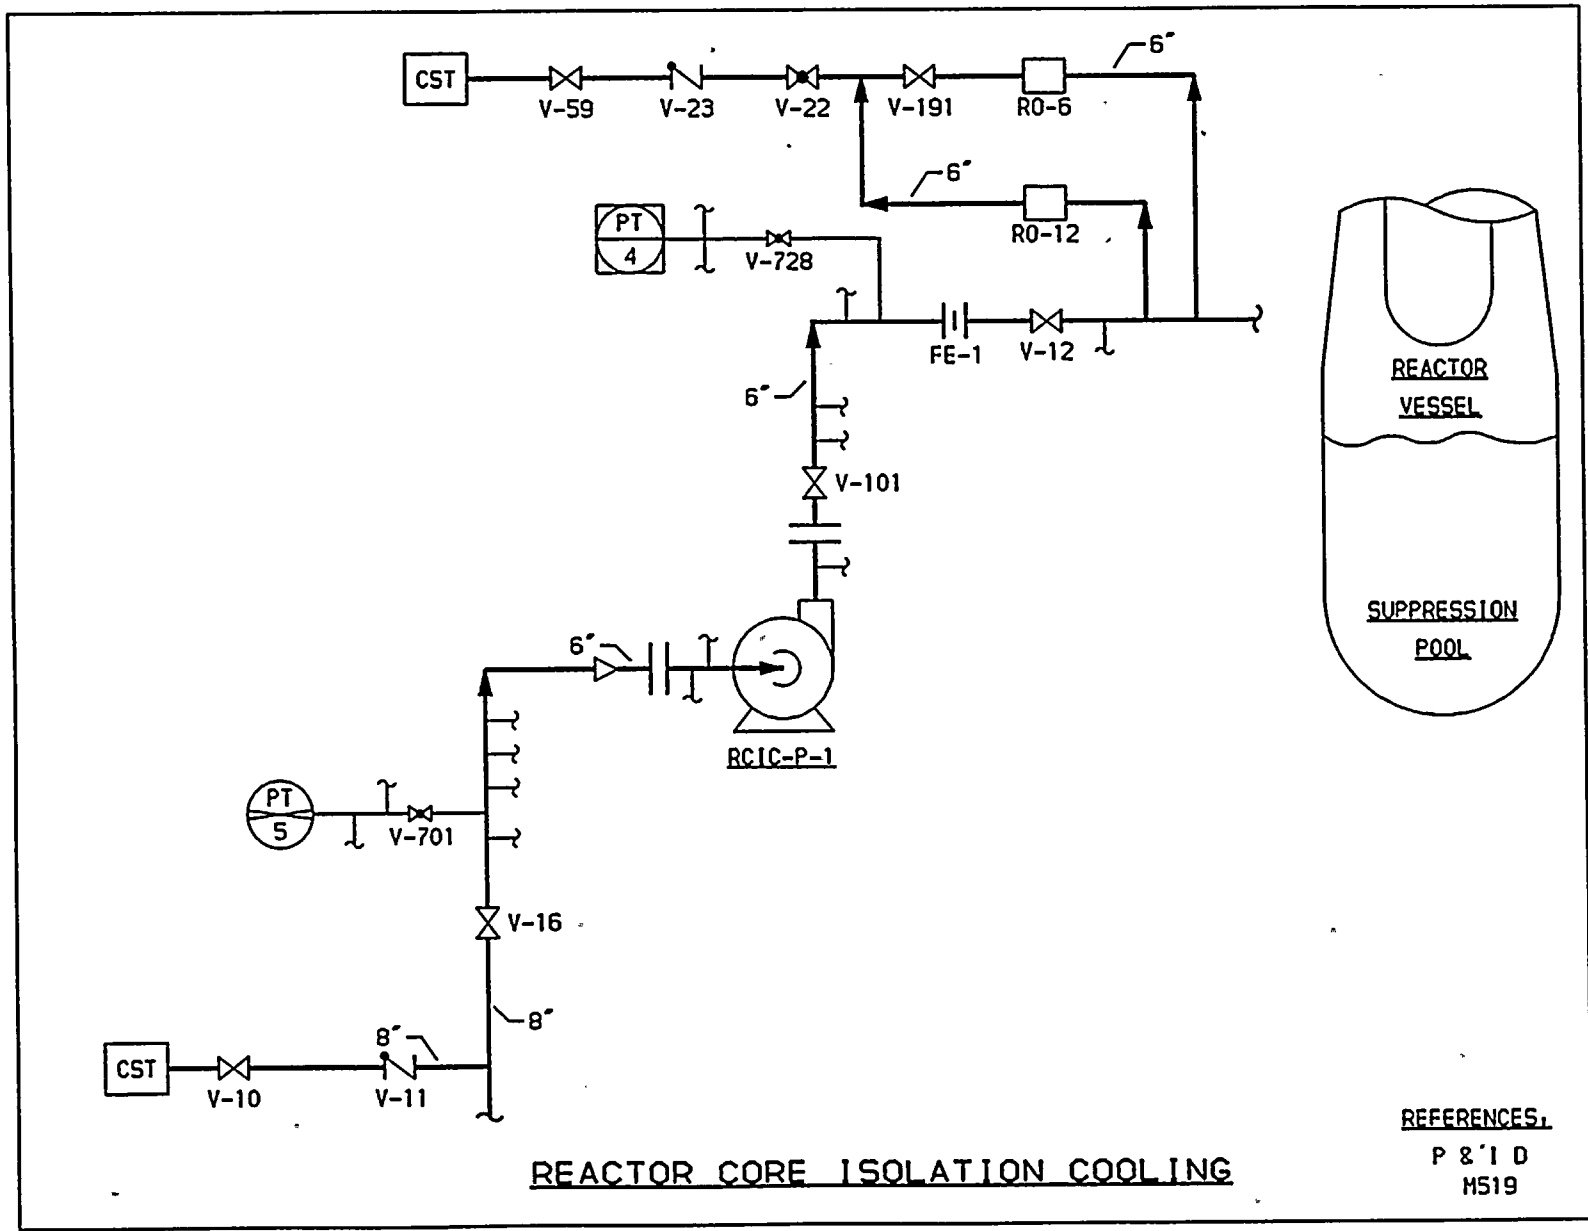 6"
CST
V-59
V-23
V-22
V-191
RO-6
6"
RO-12
PT
4
V-728
FE-1
V-12
6"
REACTOR
VESSEL
V-101
SUPPRESSION
POOL
6"
RCIC-P-1
PT
5
V-701
V-16
8"
8"
CST
V-10
V-11
REFERENCES:
P & I D
M519
REACTOR CORE ISOLATION COOLING